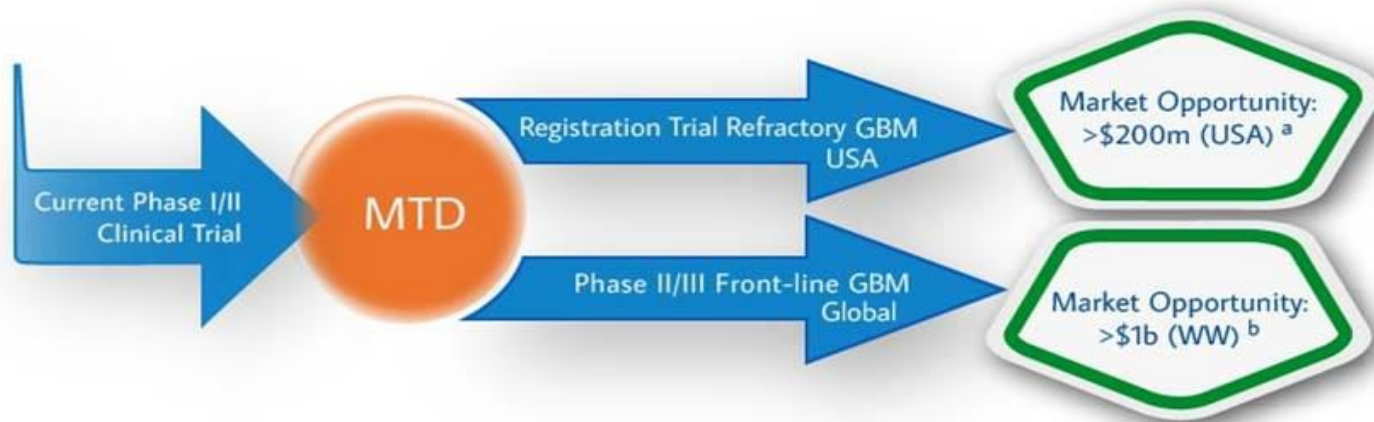 Current Phase I/II
Clinical Trial
MTD
Registration Trial Refractory GBM
USA
Market Opportunity:
>$200m (USA) a
Phase II/III Front-line GBM
Global
Market Opportunity:
>$1b (WW) b